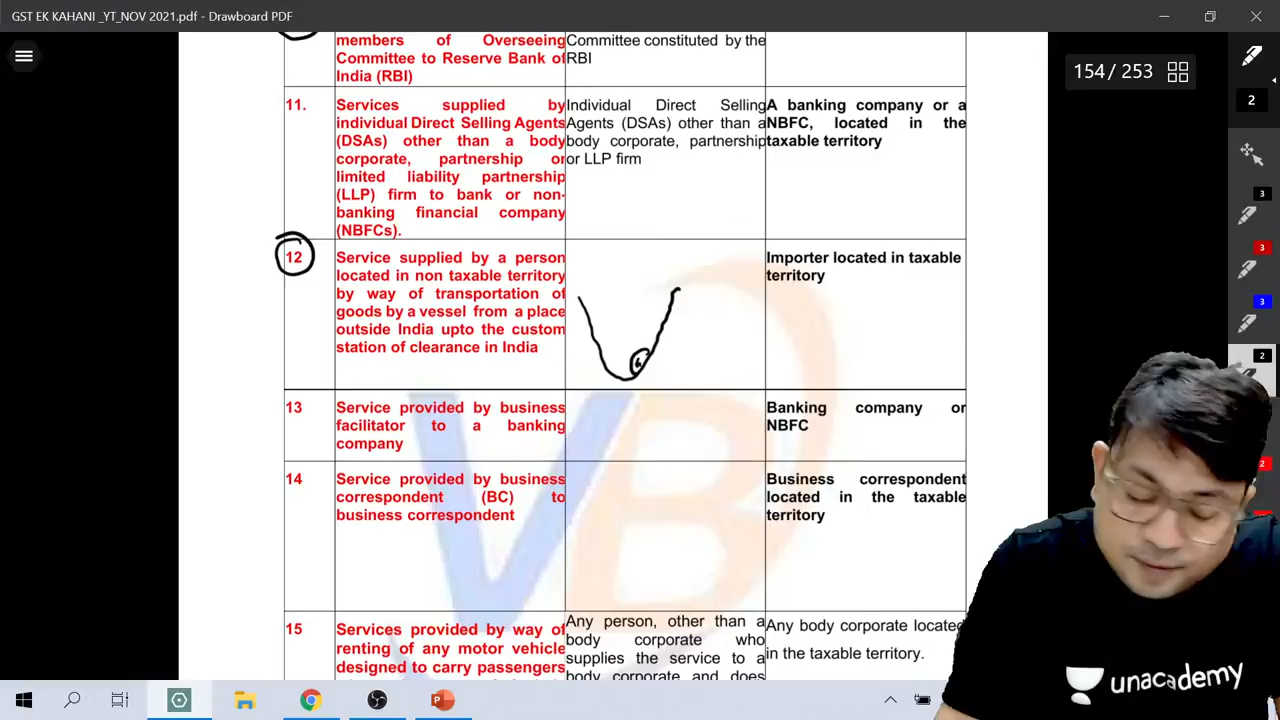 GST EK KAHANI _YT_NOV 2021.pdf - Drawboard PDF
154 / 253
members of Overseeing
Committee to Reserve Bank of
India (RBI)
Committee constituted by the
RBI
11.
Services supplied by
individual Direct Selling Agents
(DSAs) other than a body
corporate, partnership or
limited liability partnership
(LLP) firm to bank or non-
banking financial company
(NBFCs).
Individual Direct Selling
Agents (DSAs) other than a
body corporate, partnership
or LLP firm
A banking company or a
NBFC, located in the
taxable territory
12
Service supplied by a person
located in non taxable territory
by way of transportation of
goods by a vessel from a place
outside India upto the custom
station of clearance in India
Importer located in taxable
territory
13
Service provided by business
facilitator to a banking
company
Banking company or
NBFC
14
Service provided by business
correspondent (BC) to
business correspondent
Business correspondent
located in the taxable
territory
15
Services provided by way of
renting of any motor vehicle
designed to carry passengers
Any person, other than a
body corporate who
supplies the service to a
body corporate and does
Any body corporate located
in the taxable territory.
VB
2
3
3
3
2
2
unacademy